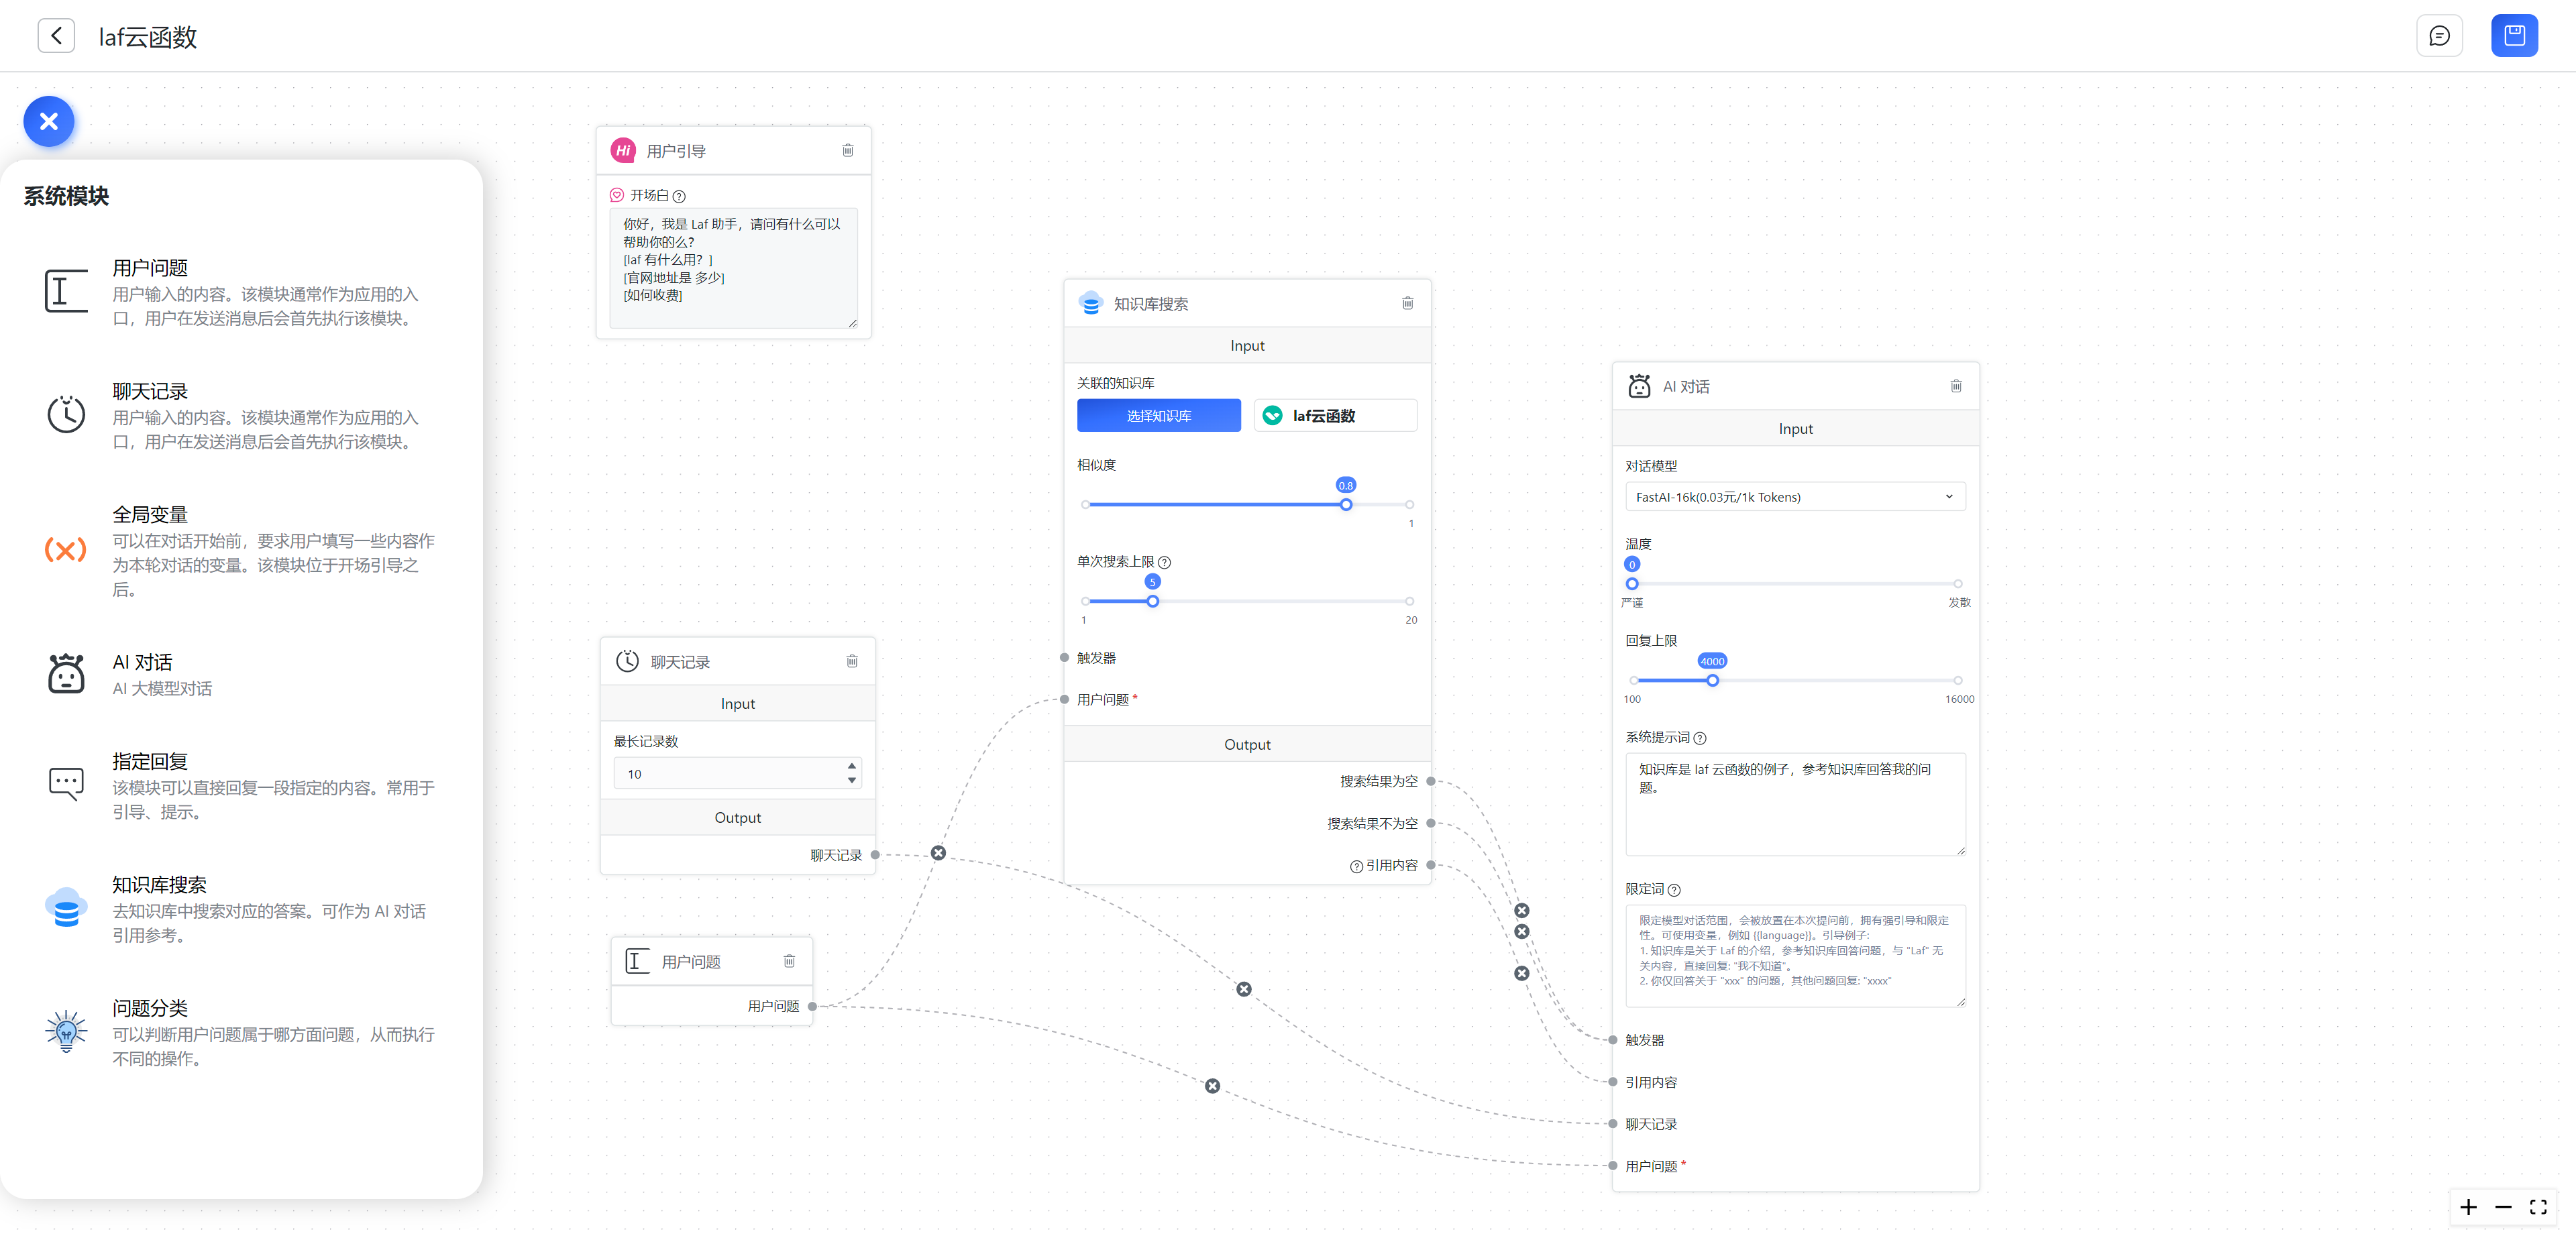 laf云函数
系统模块
用户问题
用户输入的内容。该模块通常作为应用的入
口，用户在发送消息后会首先执行该模块。
聊天记录
用户输入的内容。该模块通常作为应用的入
口，用户在发送消息后会首先执行该模块。
全局变量
可以在对话开始前，要求用户填写一些内容作
为本轮对话的变量。该模块位于开场引导之
后。
AI 对话
AI 大模型对话
指定回复
该模块可以直接回复一段指定的内容。常用于
引导、提示。
知识库搜索
去知识库中搜索对应的答案。可作为 AI 对话
引用参考。
问题分类
可以判断用户问题属于哪方面问题，从而执行
不同的操作。
Hi 用户引导
开场白
你好，我是 Laf 助手，请问有什么可以
帮助你的么？
[laf 有什么用？]
[官网地址是 多少]
[如何收费]
聊天记录
Input
最长记录数
10
Output
聊天记录
用户问题
用户问题
知识库搜索
Input
关联的知识库
选择知识库 laf云函数
相似度
0.8
1
单次搜索上限
5
1 20
触发器
用户问题 *
Output
搜索结果为空
搜索结果不为空
引用内容
AI 对话
Input
对话模型
FastAI-16k(0.03元/1k Tokens)
温度
0
严谨 发散
回复上限
4000
100 16000
系统提示词
知识库是 laf 云函数的例子，参考知识库回答我的问
题。
限定词
限定模型对话范围，会被放置在本次提问前，拥有强引导和限定
性。可使用变量，例如 {{language}}。引导例子:
1. 知识库是关于 Laf 的介绍，参考知识库回答问题，与 "Laf" 无
关内容，直接回复: "我不知道"。
2. 你仅回答关于 "xxx" 的问题，其他问题回复: "xxxx"
触发器
引用内容
聊天记录
用户问题 *